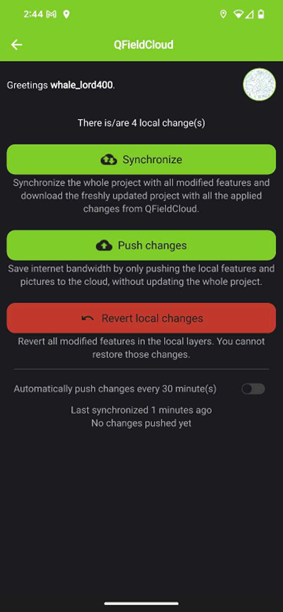 2:44
QFieldCloud
Greetings whale_lord400.
There is/are 4 local change(s)
Synchronize
Synchronize the whole project with all modified features and
download the freshly updated project with all the applied
changes from QFieldCloud.
Push changes
Save internet bandwidth by only pushing the local features and
pictures to the cloud, without updating the whole project.
Revert local changes
Revert all modified features in the local layers. You cannot
restore those changes.
Automatically push changes every 30 minute(s)
Last synchronized 1 minutes ago
No changes pushed yet